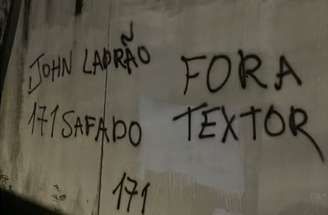 JOHN LADRÃO
171 SAFADO
171
FORA
TEXTOR